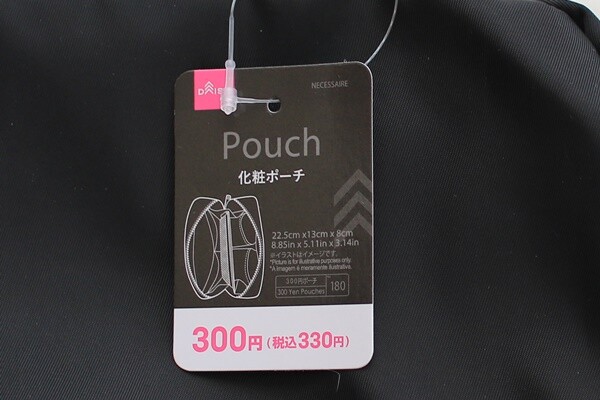 NECESSAIRE
Pouch
化粧ポーチ
22.5cm x13cm x 8cm
8.85in x 5.11in x 3.14in
※イラストはイメージです。
*Picture is for illustrative purposes only.
*A imagem é meramente ilustrativa.
300円ポーチ
300 Yen Pouches
180
300円(税込330円)